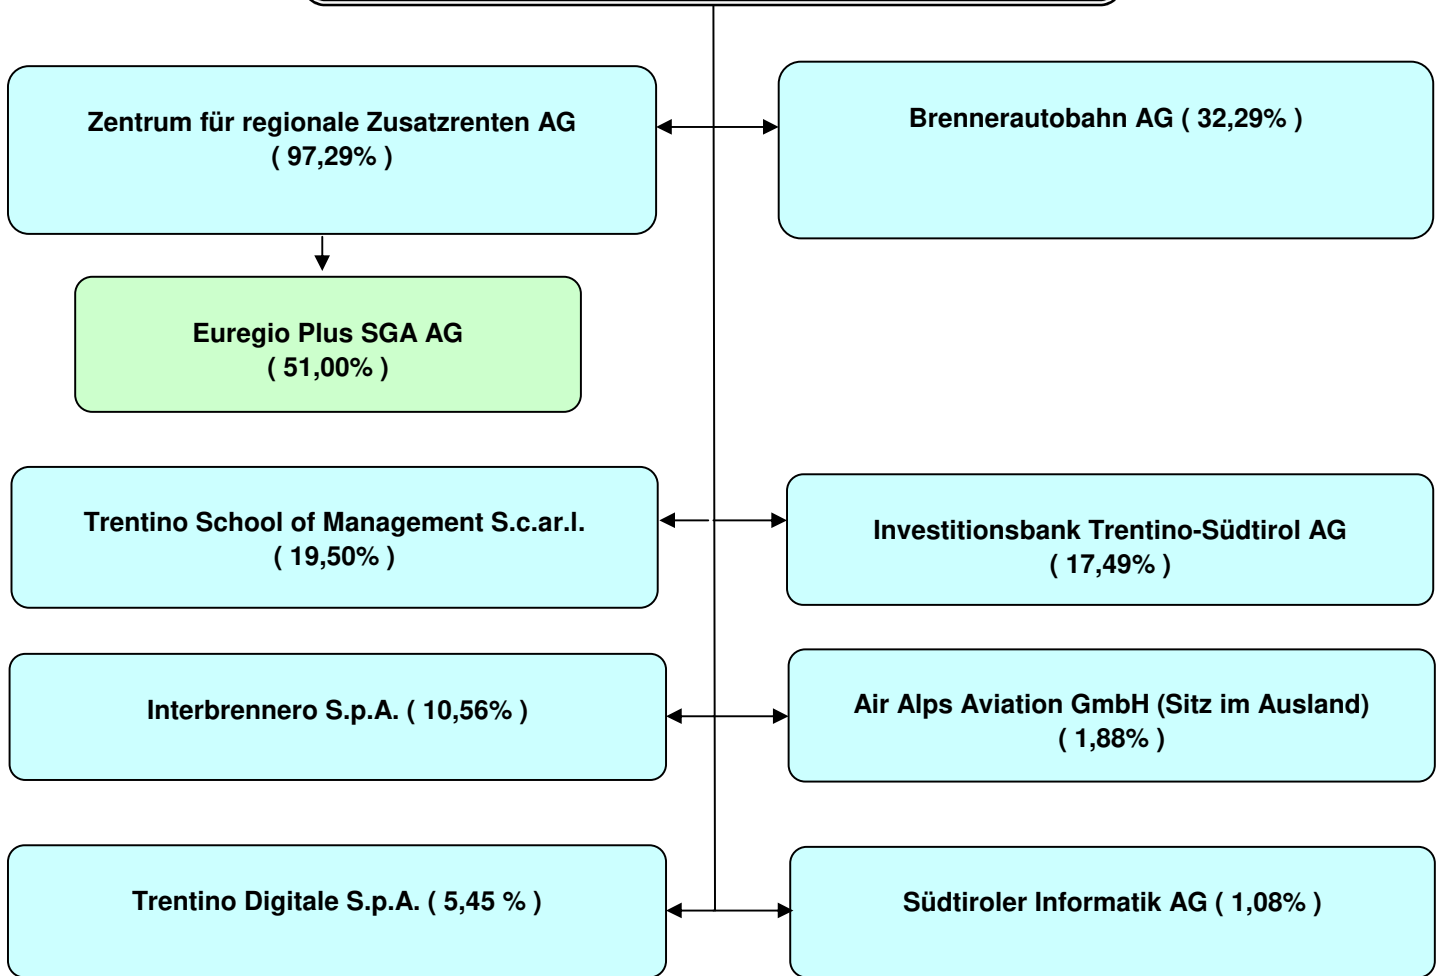 Zentrum für regionale Zusatzrenten AG
( 97,29% )
Brennerautobahn AG ( 32,29% )
Euregio Plus SGA AG
( 51,00% )
Trentino School of Management S.c.ar.l.
( 19,50% )
Investitionsbank Trentino-Südtirol AG
( 17,49% )
Interbrennero S.p.A. ( 10,56% )
Air Alps Aviation GmbH (Sitz im Ausland)
( 1,88% )
Trentino Digitale S.p.A. ( 5,45 % )
Südtiroler Informatik AG ( 1,08% )